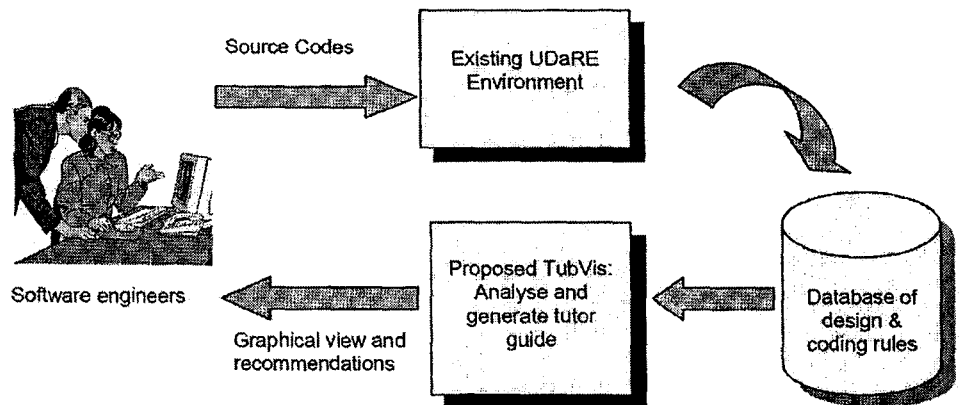 Source Codes
Existing UDaRE
Environment
Software engineers
Graphical view and
recommendations
Proposed TubVis:
Analyse and
generate tutor
guide
Database of
design &
coding rules